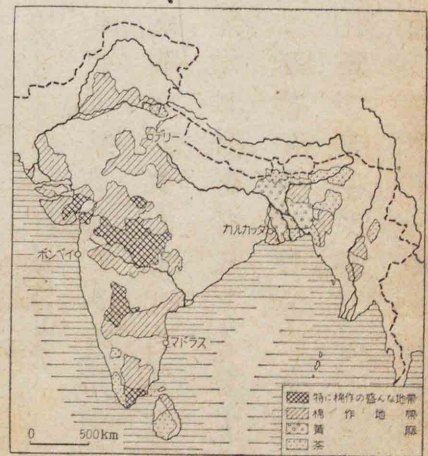 デリー
カルカッタ
ボンベイ
マドラス
特に棉作の盛んな地帯
棉作地帯
黄麻
茶
0 500km